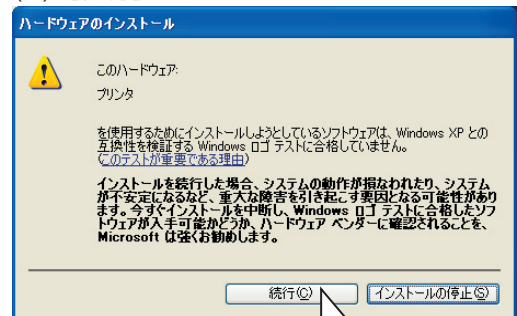 ハードウェアのインストール
このハードウェア:
プリンタ
を使用するためにインストールしようとしているソフトウェアは、Windows XP との
互換性を検証する Windows ロゴ テストに合格していません。
(このテストが重要である理由)
インストールを続行した場合、システムの動作が損なわれたり、システム
が不安定になるなど、重大な障害を引き起こす要因となる可能性があり
ます。今すぐインストールを中断し、Windows ロゴ テストに合格したソフ
トウェアが入手可能かどうか、ハードウェア ベンダーに確認されることを、
Microsoft は強くお勧めします。
続行(C)
インストールの停止(S)